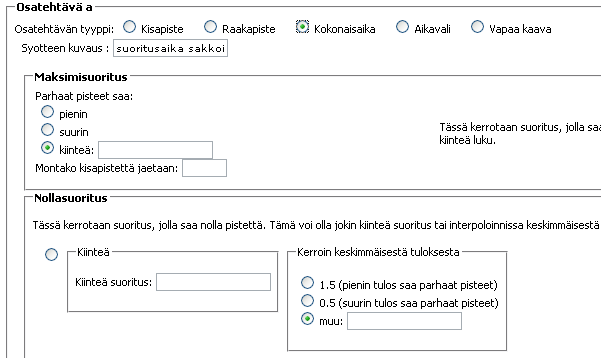 Osatehtävä a
Osatehtävän tyyppi: Kisapiste Raakapiste Kokonaisaika Aikavali Vapaa kaava
Syotteen kuvaus : suoritusaika sakkoi
Maksimisuoritus
Parhaat pisteet saa:
pienin
suurin
kiinteä:
Tässä kerrotaan suoritus, jolla saa
kiinteä luku.
Montako kisapistettä jaetaan:
Nollasuoritus
Tässä kerrotaan suoritus, jolla saa nolla pistettä. Tämä voi olla jokin kiinteä suoritus tai interpoloinnissa keskimmäisestä
Kiinteä
Kiinteä suoritus:
Kerroin keskimmäisestä tuloksesta
1.5 (pienin tulos saa parhaat pisteet)
0.5 (suurin tulos saa parhaat pisteet)
muu: